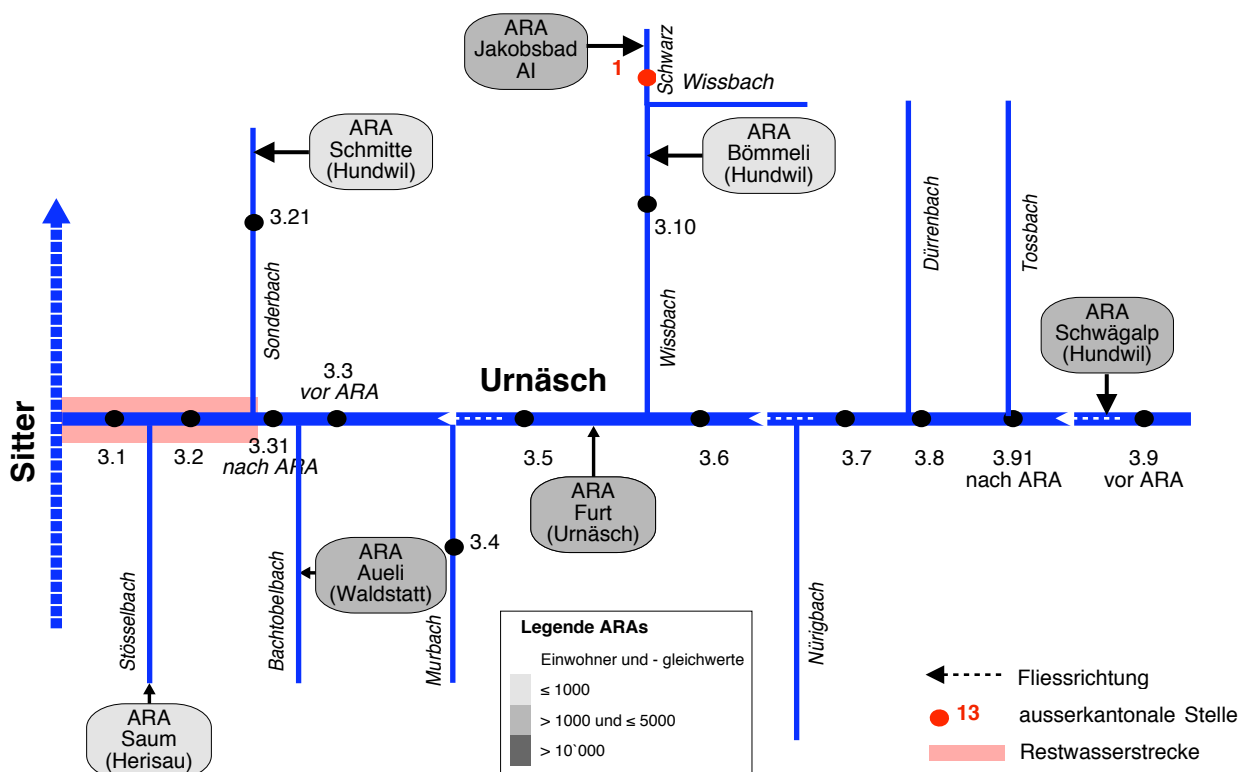 ARA
Jakobsbad
AI
1
Schwarz
Wissbach
ARA
Schmitte
(Hundwil)
ARA
Bömmeli
(Hundwil)
3.21
3.10
Sonderbach
Wissbach
Dürrenbach
Tossbach
ARA
Schwägalp
(Hundwil)
Sitter
Urnäsch
3.3
vor ARA
3.1
3.2
3.31
nach ARA
3.5
3.6
3.7
3.8
3.91
nach ARA
3.9
vor ARA
ARA
Furt
(Urnäsch)
3.4
ARA
Aueli
(Waldstatt)
Stösselbach
Bachtobelbach
Murbach
Nürigbach
ARA
Saum
(Herisau)
Legende ARAs
Einwohner und - gleichwerte
≤ 1000
> 1000 und ≤ 5000
> 10`000
Fliessrichtung
13 ausserkantonale Stelle
Restwasserstrecke